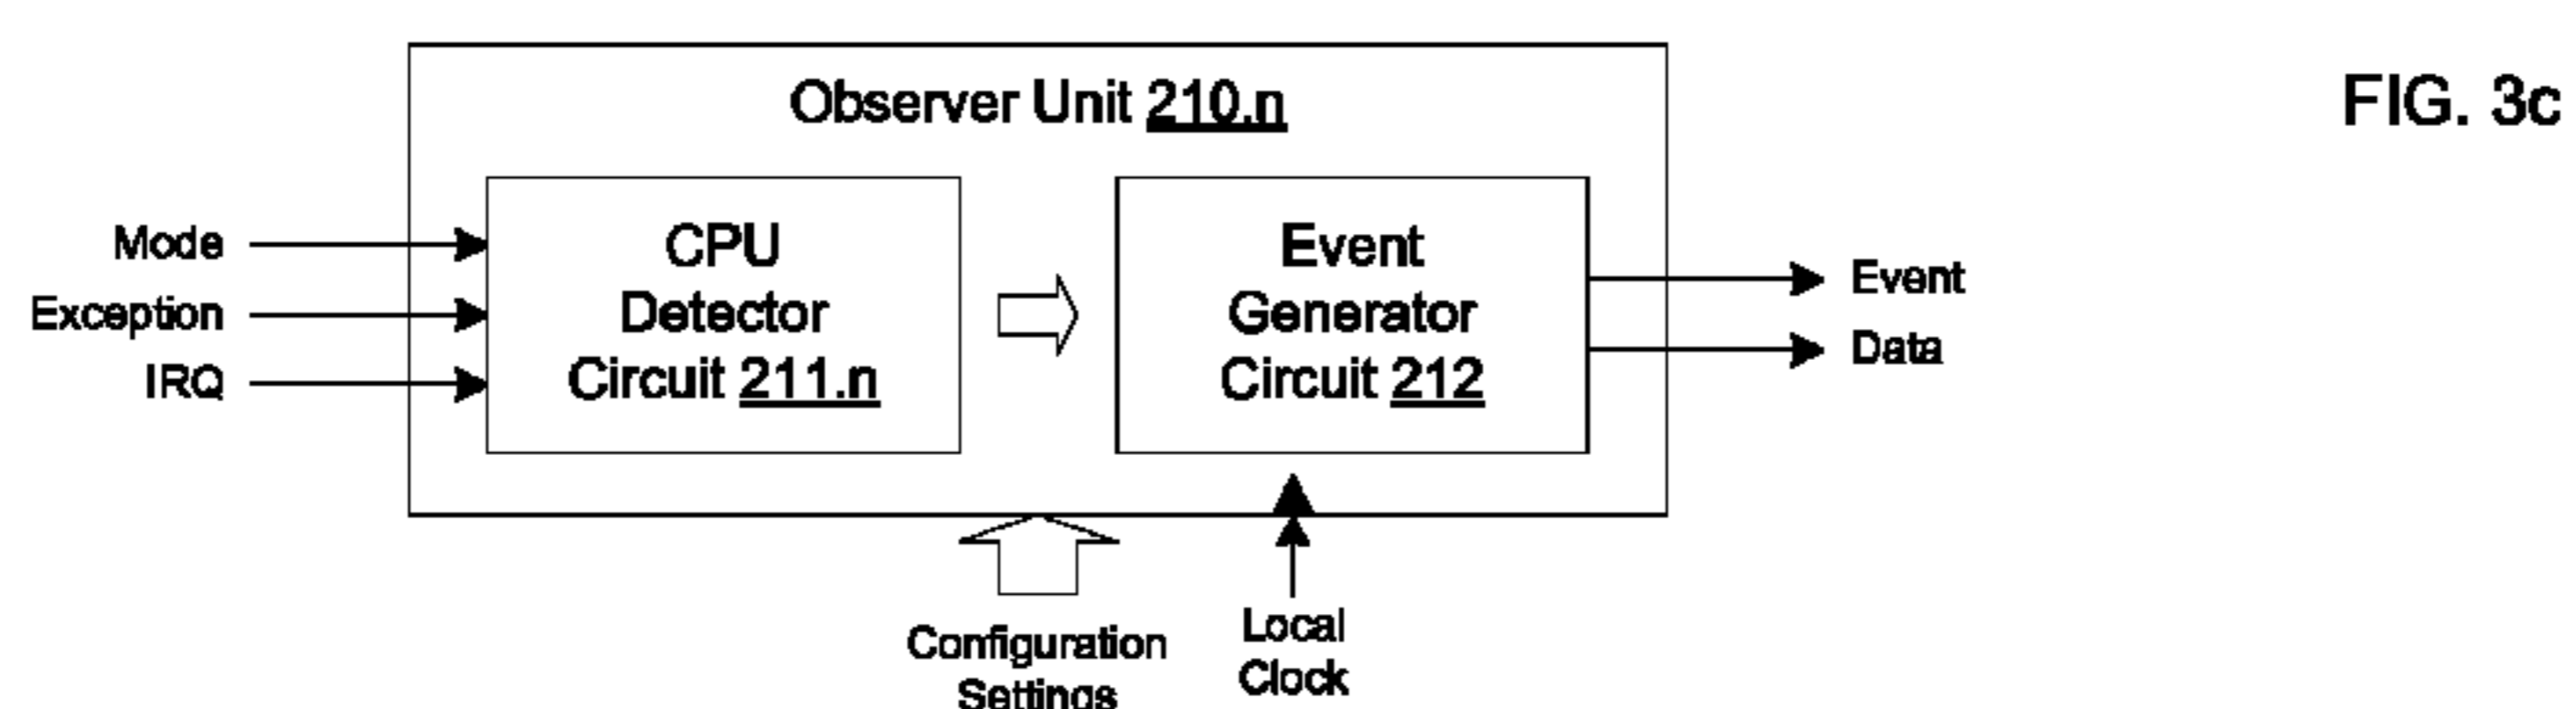 Observer Unit 210.n
FIG. 3c
Mode
Exception
IRQ
CPU
Detector
Circuit 211.n
Event
Generator
Circuit 212
Event
Data
Configuration
Settings
Local
Clock